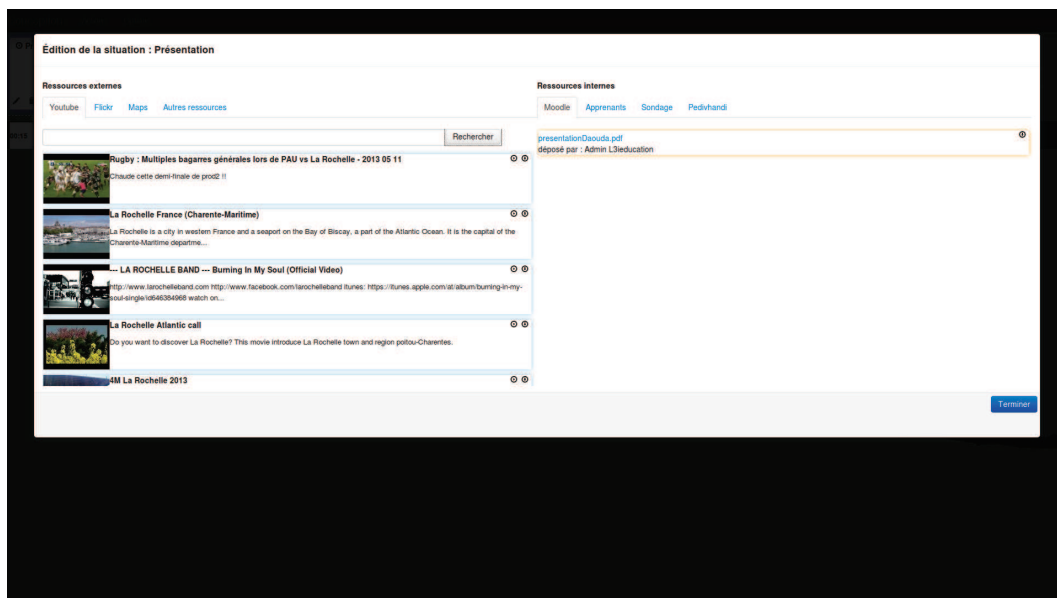 Édition de la situation : Présentation
Ressources externes
Youtube Flickr Maps Autres ressources
Rechercher
Rugby : Multiples bagarres générales lors de PAU vs La Rochelle - 2013 05 11
Chaude cette demi-finale de prod2 !!
La Rochelle France (Charente-Maritime)
La Rochelle is a city in western France and a seaport on the Bay of Biscay, a part of the Atlantic Ocean. It is the capital of the
Charente-Maritime departme...
--- LA ROCHELLE BAND --- Burning In My Soul (Official Video)
http://www.larochelleband.com http://www.facebook.com/larochelleband itunes: https://itunes.apple.com/at/album/burning-in-my-
soul-single/id646384968 watch on...
La Rochelle Atlantic call
Do you want to discover La Rochelle? This movie introduce La Rochelle town and region poitou-Charentes.
4M La Rochelle 2013
Ressources internes
Moodle Apprenants Sondage Pedivhandi
presentationDaouda.pdf
déposé par : Admin L3ieducation
Terminer